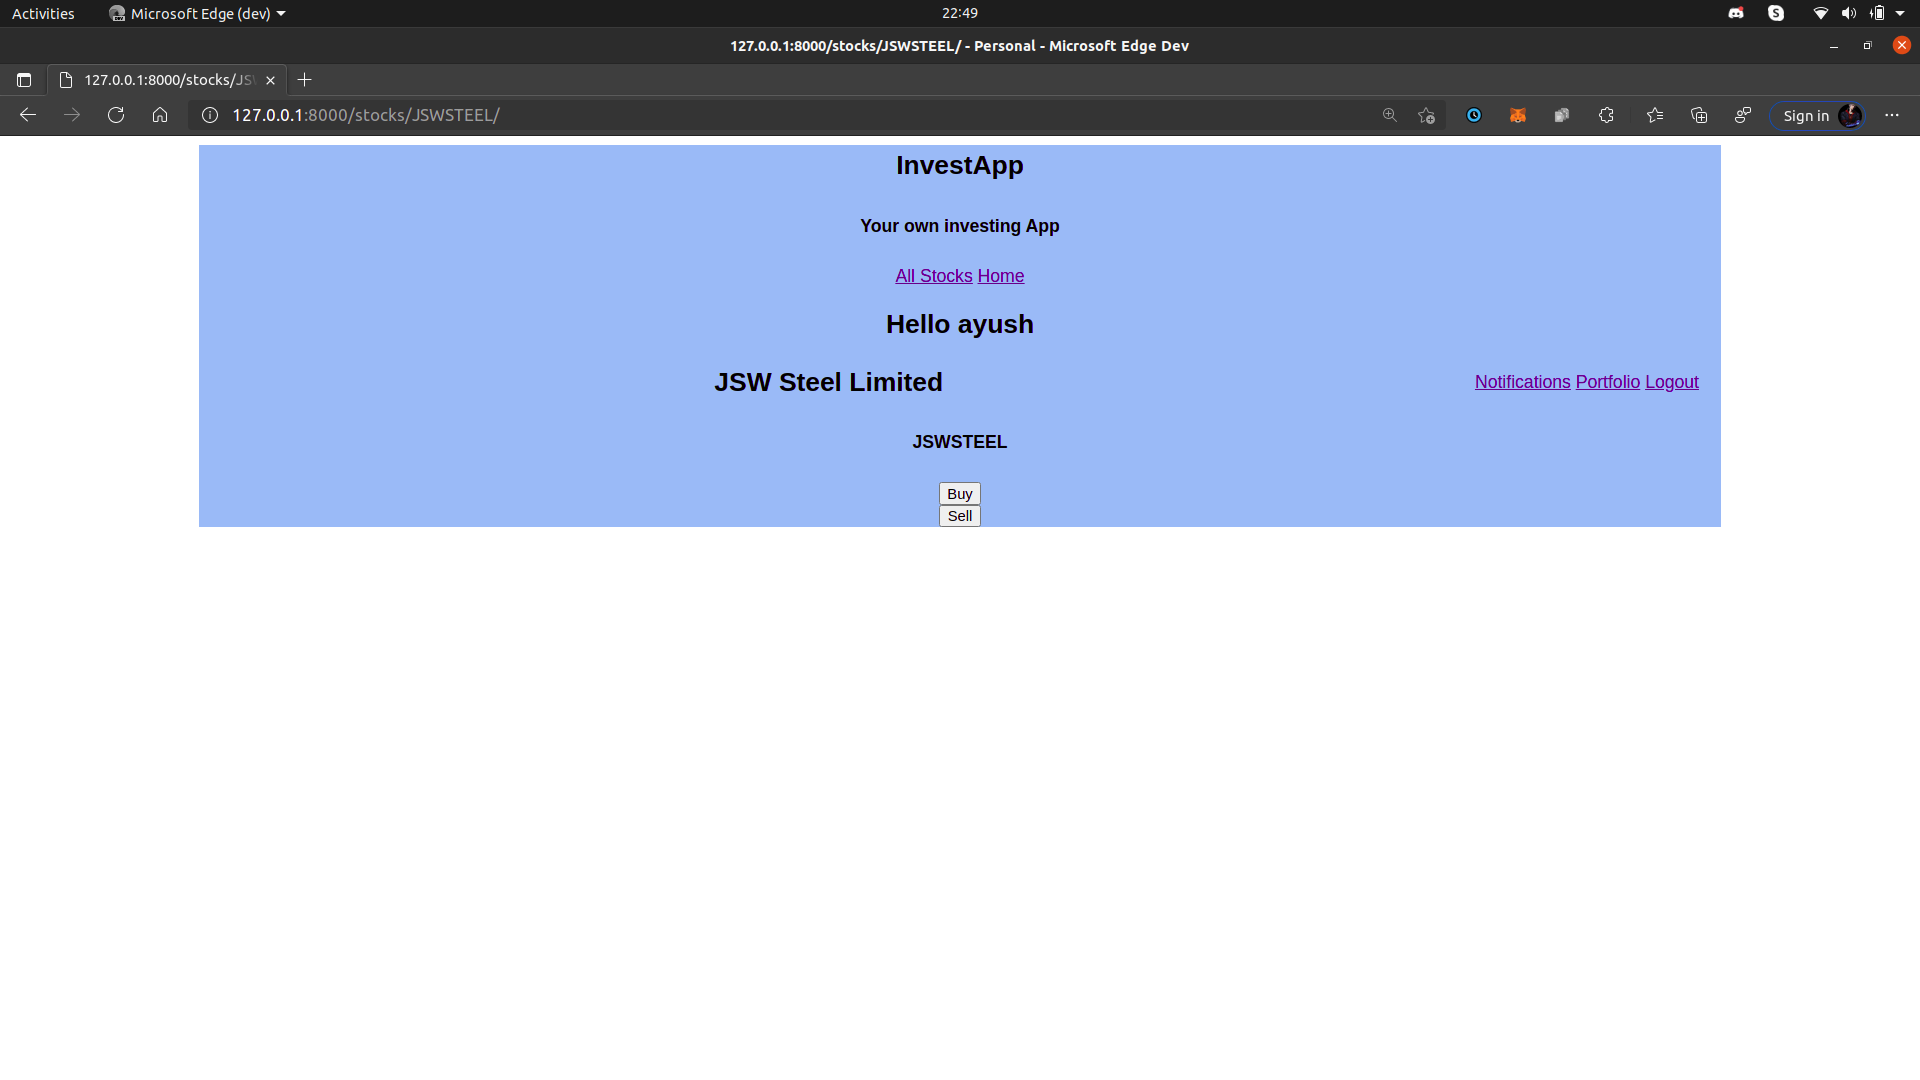 Activities Microsoft Edge (dev) 22:49
127.0.0.1:8000/stocks/JSWSTEEL/ - Personal - Microsoft Edge Dev
127.0.0.1:8000/stocks/JS
127.0.0.1:8000/stocks/JSWSTEEL/ Sign in
InvestApp
Your own investing App
All Stocks Home
Hello ayush
JSW Steel Limited Notifications Portfolio Logout
JSWSTEEL
Buy
Sell